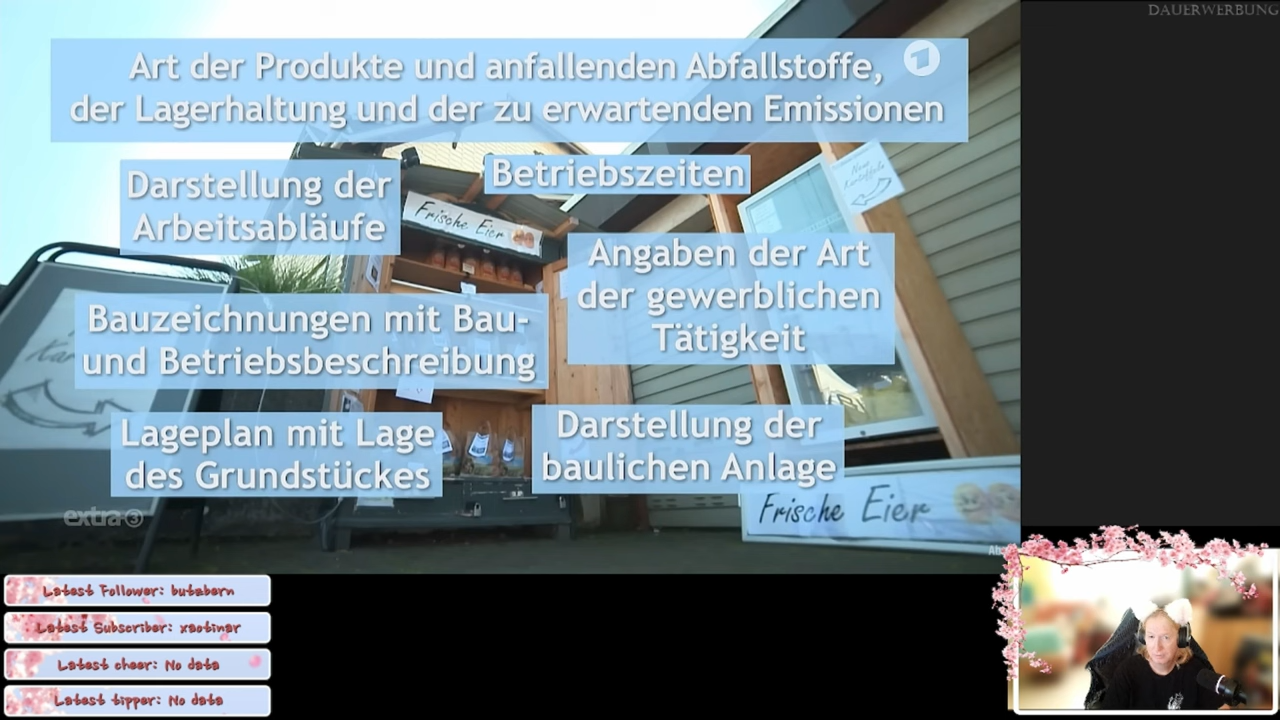 DAUERWERBUNG
Art der Produkte und anfallenden Abfallstoffe,
der Lagerhaltung und der zu erwartenden Emissionen
Darstellung der
Arbeitsabläufe
Betriebszeiten
Frische Eier
Neue
Kartoffeln
Angaben der Art
der gewerblichen
Tätigkeit
Bauzeichnungen mit Bau-
und Betriebsbeschreibung
Lageplan mit Lage
des Grundstückes
Darstellung der
baulichen Anlage
Frische Eier
extra 3
Latest Follower: butzbern
Latest Subscriber: xaotinar
Latest cheer: No data
Latest tipper: No data